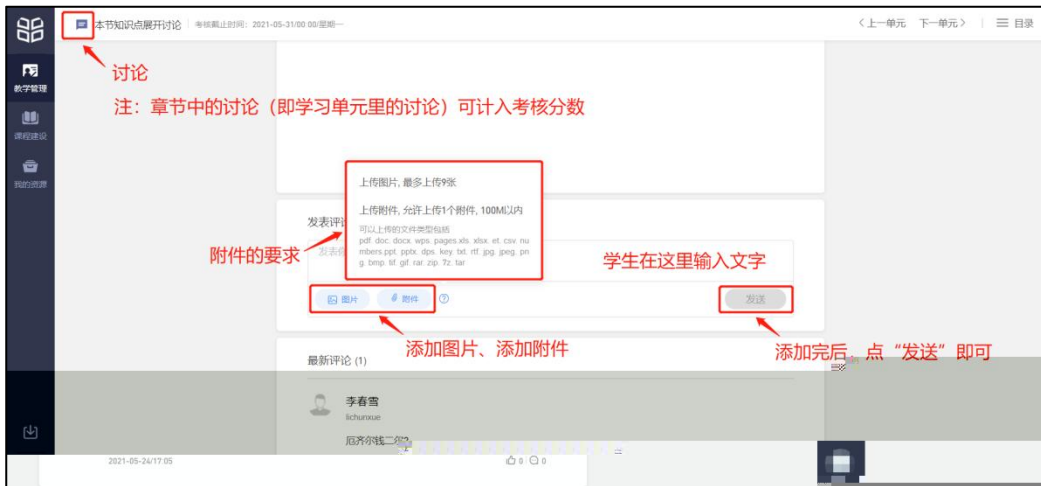 本节知识点展开讨论 考核截止时间：2021-05-31/00:00/星期一
〈上一单元 下一单元〉 目录
讨论
注：章节中的讨论（即学习单元里的讨论）可计入考核分数
教学管理
课程建设
我的资源
上传图片, 最多上传9张
上传附件, 允许上传1个附件, 100M以内
可以上传的文件类型包括
pdf doc. docx. wps. pages.xls. xlsx. et. csv. nu
mbers.ppt. pptx. dps. key. txt. rtf. jpg. jpeg. pn
g. bmp. tif. gif. rar. zip. 7z. tar
发表评
附件的要求
学生在这里输入文字
图片 附件
发送
添加图片、添加附件
添加完后，点“发送”即可
最新评论 (1)
李春雪
lichunxue
2021-05-24/17:05
0 0